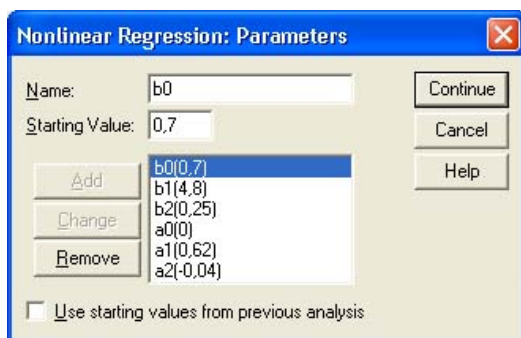 Nonlinear Regression: Parameters
Name: b0
Continue
Starting Value: 0,7
Cancel
Help
Add
Change
Remove
b0(0,7)
b1(4,8)
b2(0,25)
a0(0)
a1(0,62)
a2(-0,04)
Use starting values from previous analysis